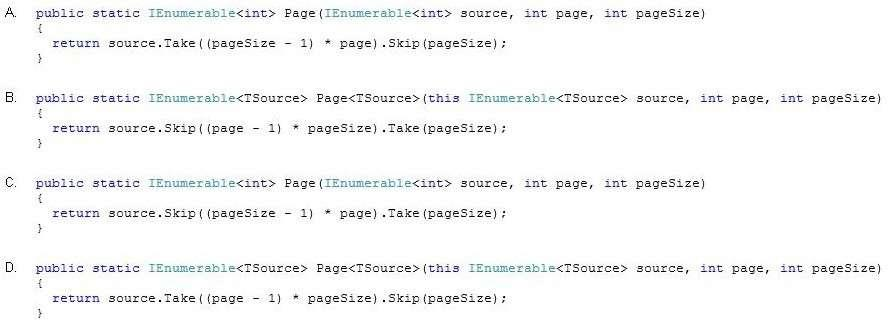 A. public static IEnumerable<int> Page(IEnumerable<int> source, int page, int pageSize)
{
return source.Take((pageSize - 1) * page).Skip(pageSize);
}
B. public static IEnumerable<TSource> Page<TSource>(this IEnumerable<TSource> source, int page, int pageSize)
{
return source.Skip((page - 1) * pageSize).Take(pageSize);
}
C. public static IEnumerable<int> Page(IEnumerable<int> source, int page, int pageSize)
{
return source.Skip((pageSize - 1) * page).Take(pageSize);
}
D. public static IEnumerable<TSource> Page<TSource>(this IEnumerable<TSource> source, int page, int pageSize)
{
return source.Take((page - 1) * pageSize).Skip(pageSize);
}